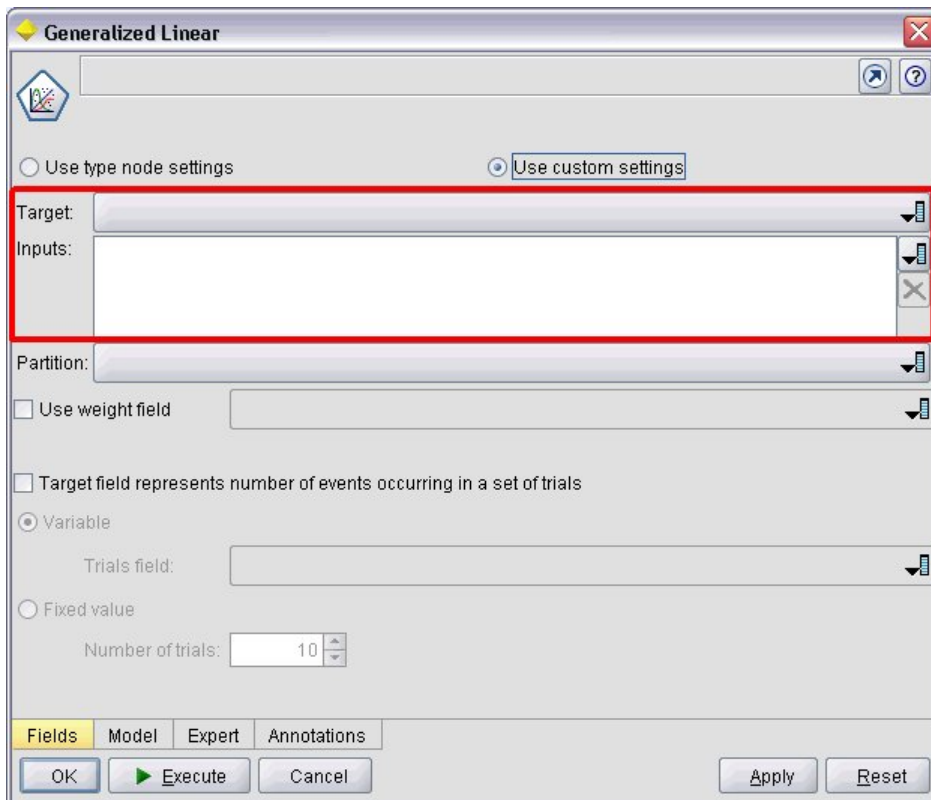 Generalized Linear
Use type node settings
Use custom settings
Target:
Inputs:
Partition:
Use weight field
Target field represents number of events occurring in a set of trials
Variable
Trials field:
Fixed value
Number of trials: 10
Fields Model Expert Annotations
OK Execute Cancel Apply Reset